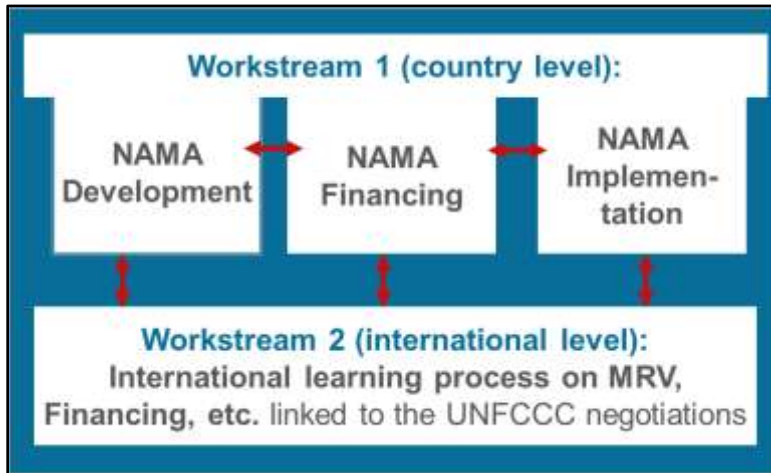 Workstream 1 (country level):
NAMA
Development
NAMA
Financing
NAMA
Implemen-
tation
Workstream 2 (international level):
International learning process on MRV,
Financing, etc. linked to the UNFCCC negotiations